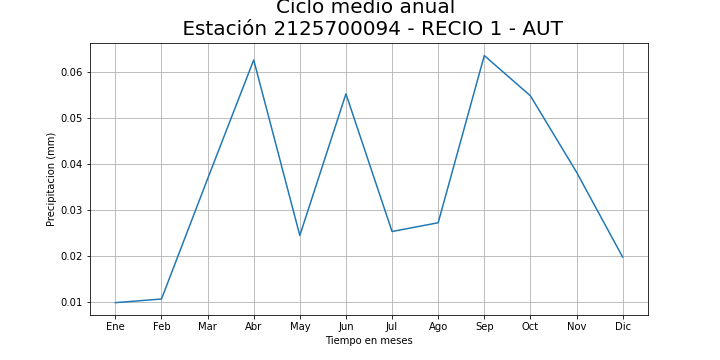 Ciclo medio anual
Estación 2125700094 - RECIO 1 - AUT
Precipitacion (mm)
0.06
0.05
0.04
0.03
0.02
0.01
Ene Feb Mar Abr May Jun Jul Ago Sep Oct Nov Dic
Tiempo en meses